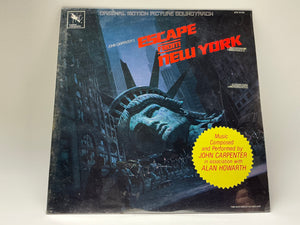 ORIGINAL MOTION PICTURE SOUNDTRACK
JOHN CARPENTER'S
ESCAPE
FROM
NEW YORK
Music
Composed
and Performed by
JOHN CARPENTER
in association with
ALAN HOWARTH